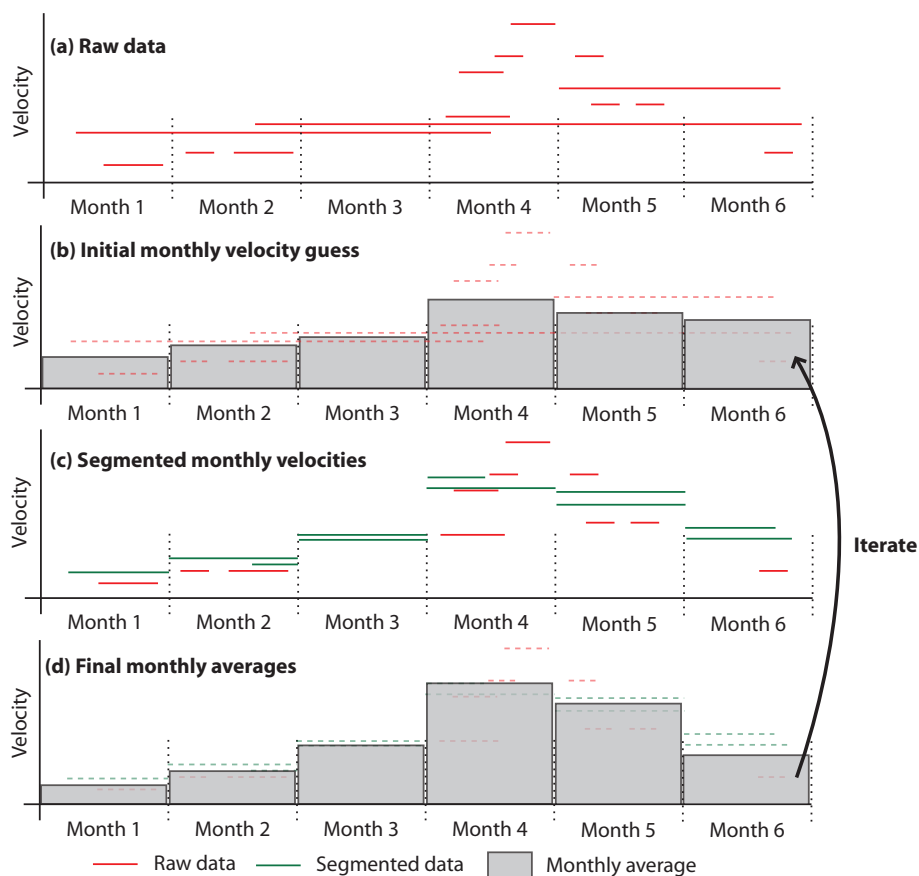 (a) Raw data
Velocity
Month 1 Month 2 Month 3 Month 4 Month 5 Month 6
(b) Initial monthly velocity guess
Velocity
Month 1 Month 2 Month 3 Month 4 Month 5 Month 6
(c) Segmented monthly velocities
Velocity
Iterate
Month 1 Month 2 Month 3 Month 4 Month 5 Month 6
(d) Final monthly averages
Velocity
Month 1 Month 2 Month 3 Month 4 Month 5 Month 6
Raw data Segmented data Monthly average